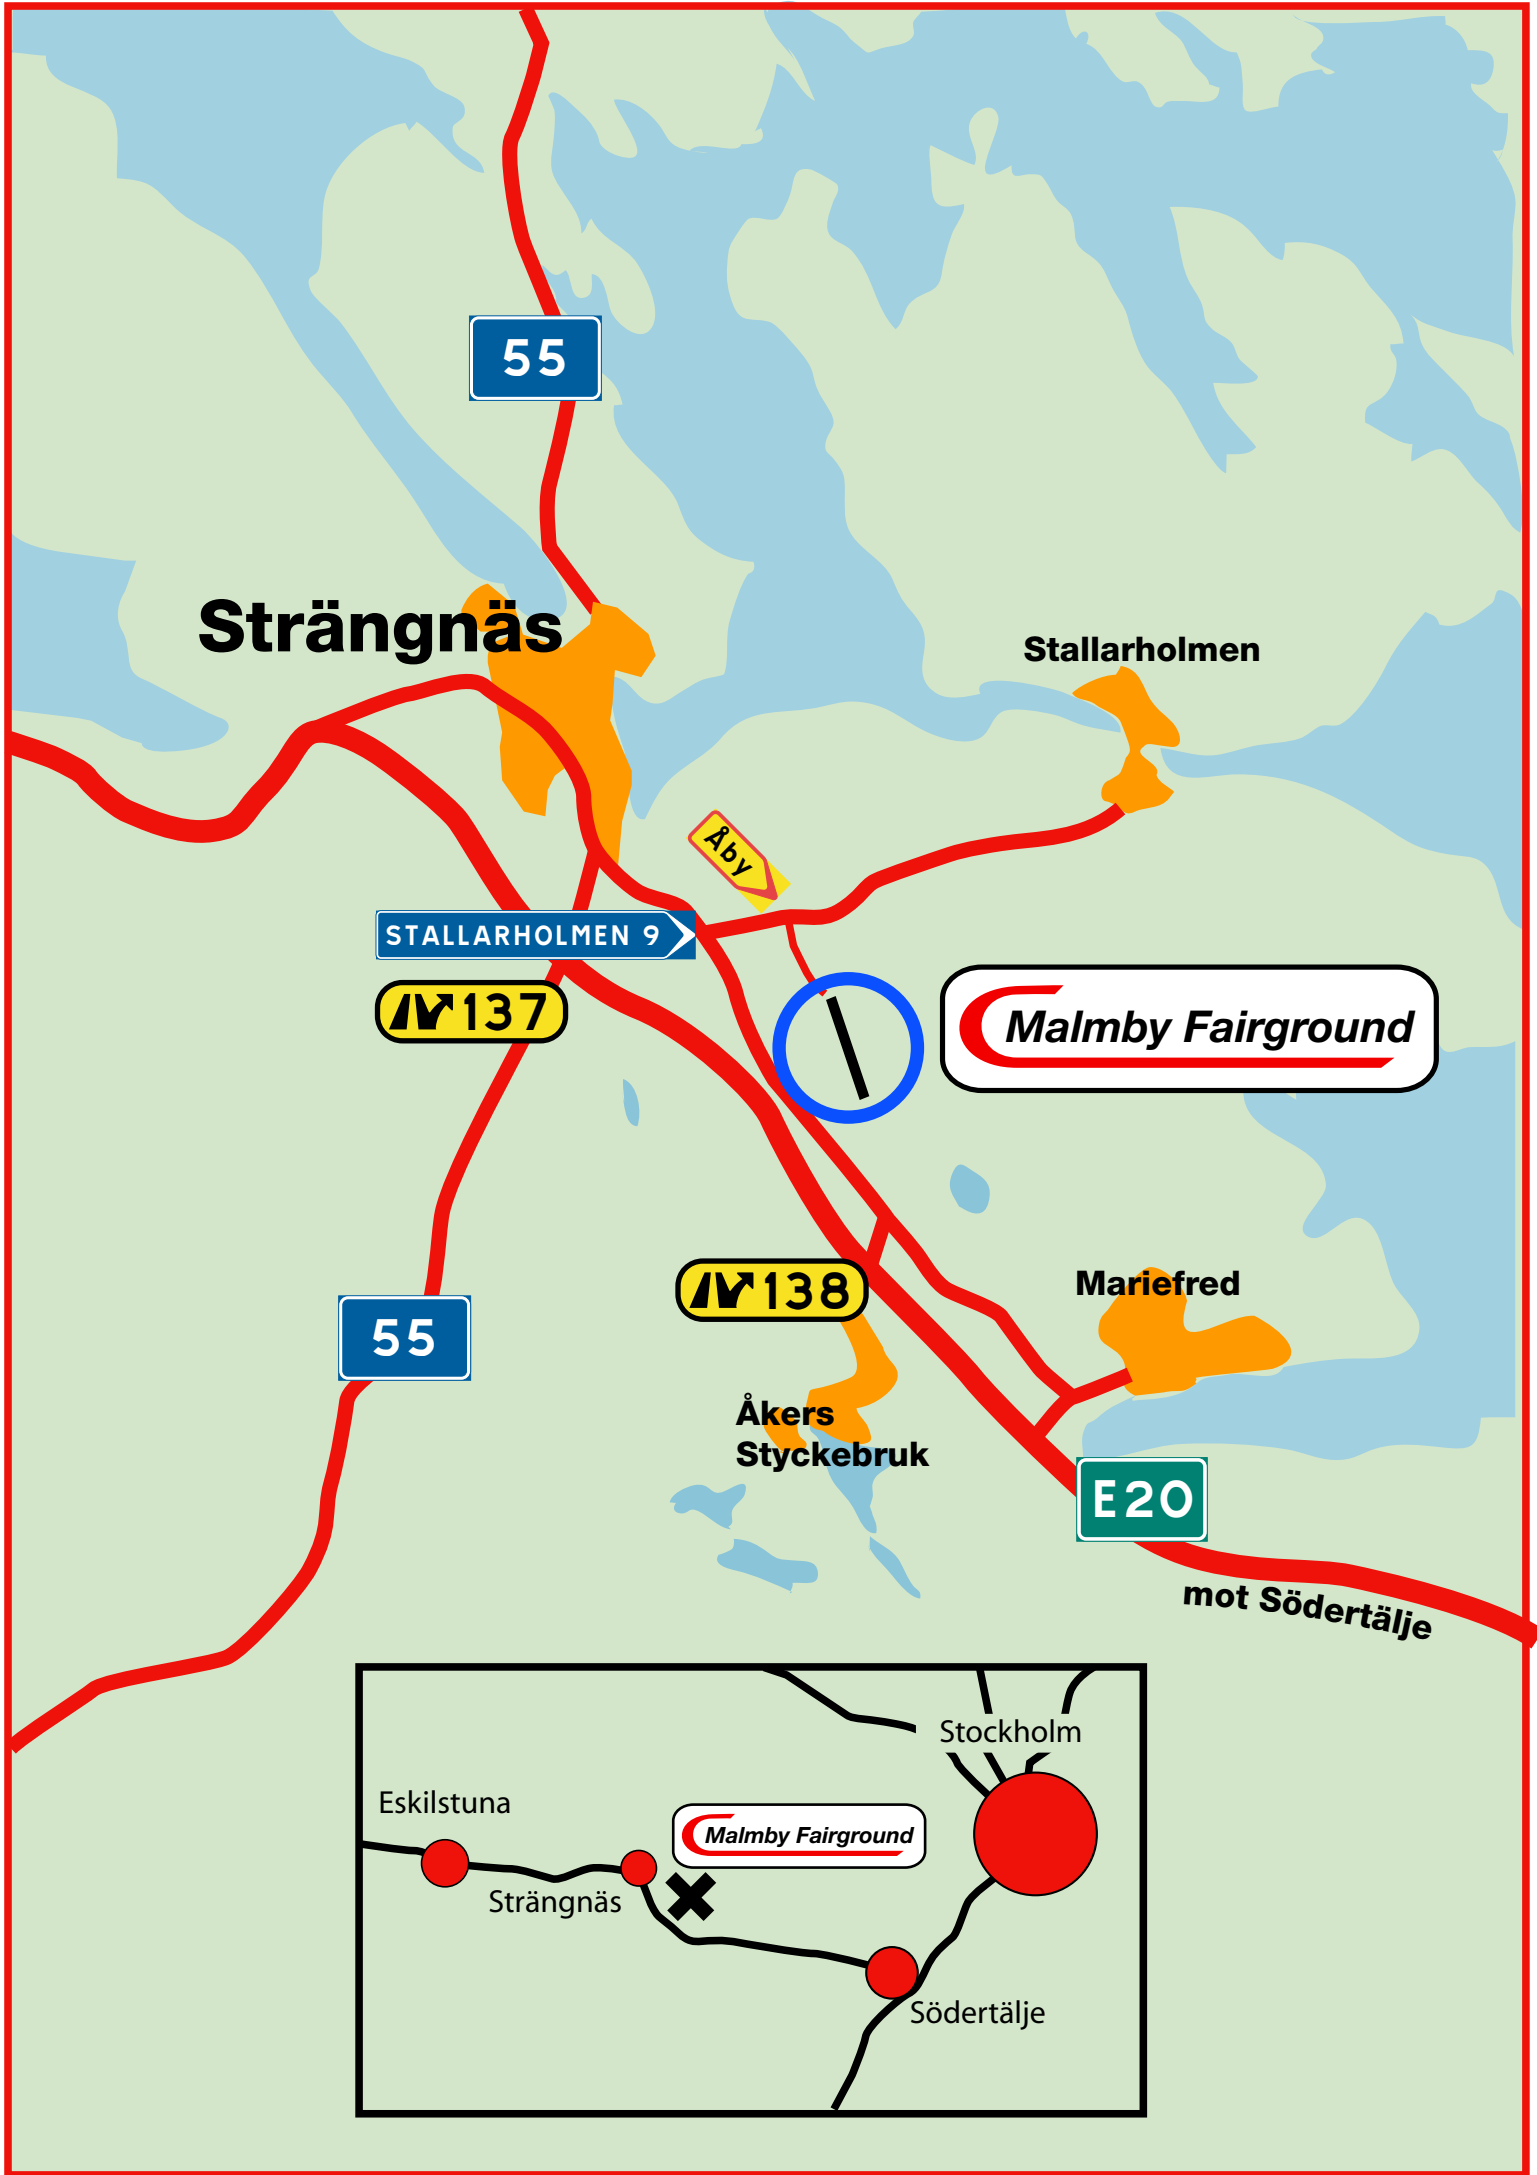 55
Strängnäs
Stallarholmen
Åby
STALLARHOLMEN 9
137
Malmby Fairground
138
Mariefred
55
Åkers
Styckebruk
E20
mot Södertälje
Stockholm
Eskilstuna
Malmby Fairground
Strängnäs
Södertälje